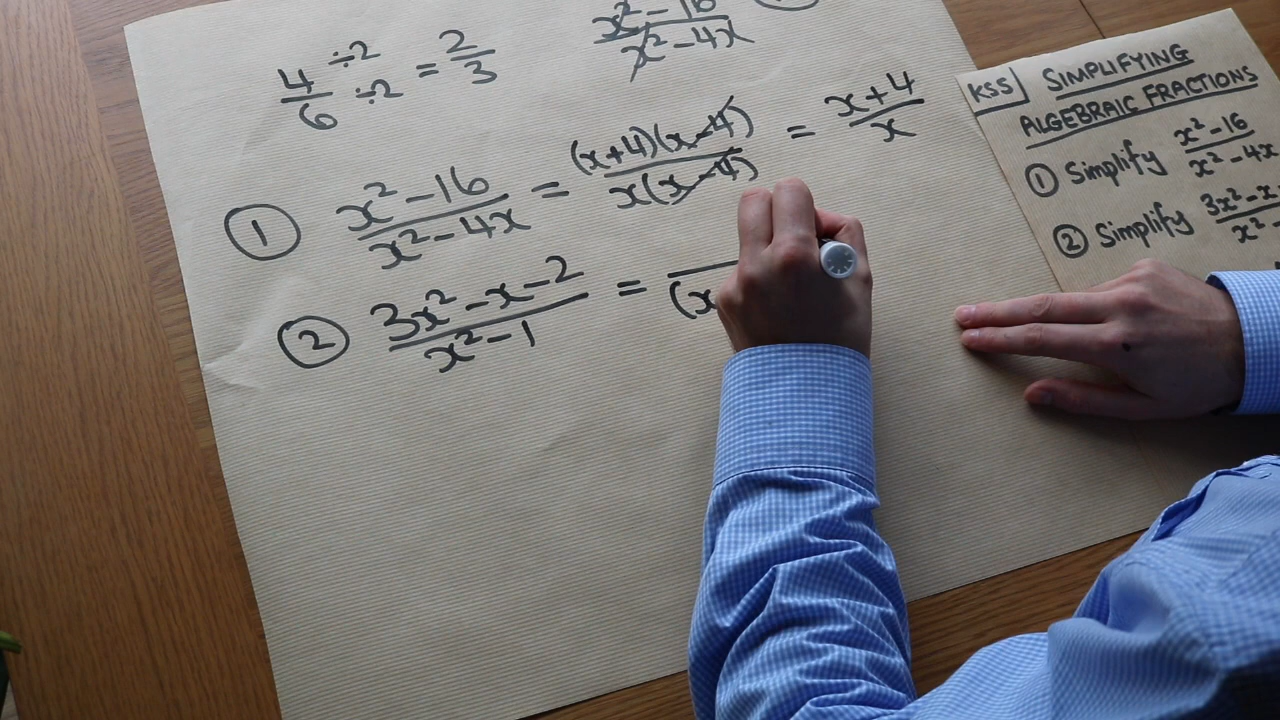 4 ÷2 = 2
6 ÷2 3
x² - 16
x² - 4x
① x² - 16 = (x+4)(x-4) = x+4
x² - 4x x(x-4) x
② 3x² - x - 2 = 
x² - 1 (x
KSS SIMPLIFYING
ALGEBRAIC FRACTIONS
① Simplify x² - 16
x² - 4x
② Simplify 3x² - x
x² -